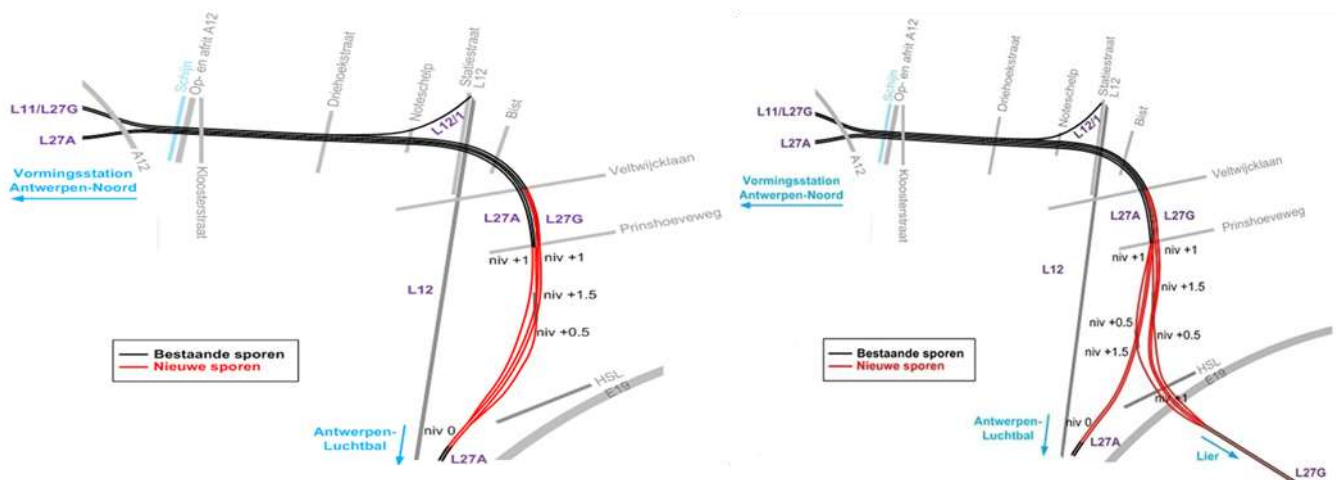 Schijn
Op- en afrit A12
Driehoekstraat
Noteschelp
Statiestraat
L12
Bist
L11/L27G
L27A
A12
L12/1
Kloosterstraat
Veltwijcklaan
Vormingsstation
Antwerpen-Noord
L27A
L27G
Prinshoeveweg
niv +1
niv +1
L12
niv +1.5
niv +0.5
Bestaande sporen
Nieuwe sporen
HSL
E19
Antwerpen-
Luchtbal
niv 0
L27A
Schijn
Op- en afrit A12
Driehoekstraat
Noteschelp
Statiestraat
L12
Bist
L11/L27G
L27A
A12
L12/1
Kloosterstraat
Veltwijcklaan
Vormingsstation
Antwerpen-Noord
L27A
L27G
Prinshoeveweg
niv +1
niv +1
L12
niv +1.5
niv +0.5
niv +0.5
niv +1.5
Bestaande sporen
Nieuwe sporen
HSL
E19
niv +1
Antwerpen-
Luchtbal
niv 0
L27A
Lier
L27G